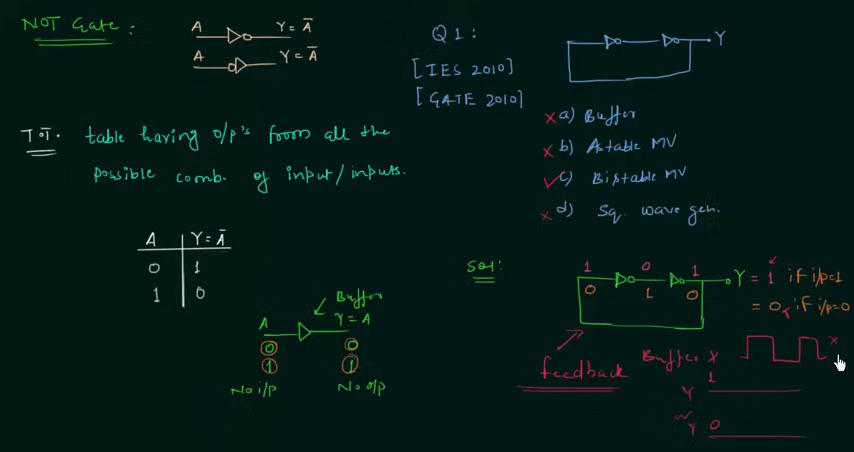 NOT Gate :
A Y = A̅
A Y = A̅
T.T. table having o/p's from all the
possible comb. of input/inputs.
A Y = A̅
0 1
1 0
Buffer
A Y = A
0 0
1 1
No i/p No o/p
Q1 :
[IES 2010]
[GATE 2010]
Y
x a) Buffer
x b) Astable MV
✓ c) Bistable MV
x d) Sq. wave gen.
Sol:
1 0 1 Y = 1 if i/p=1
0 1 0 = 0, if i/p=0
feedback
Buffer x x
1
Y
Y 0